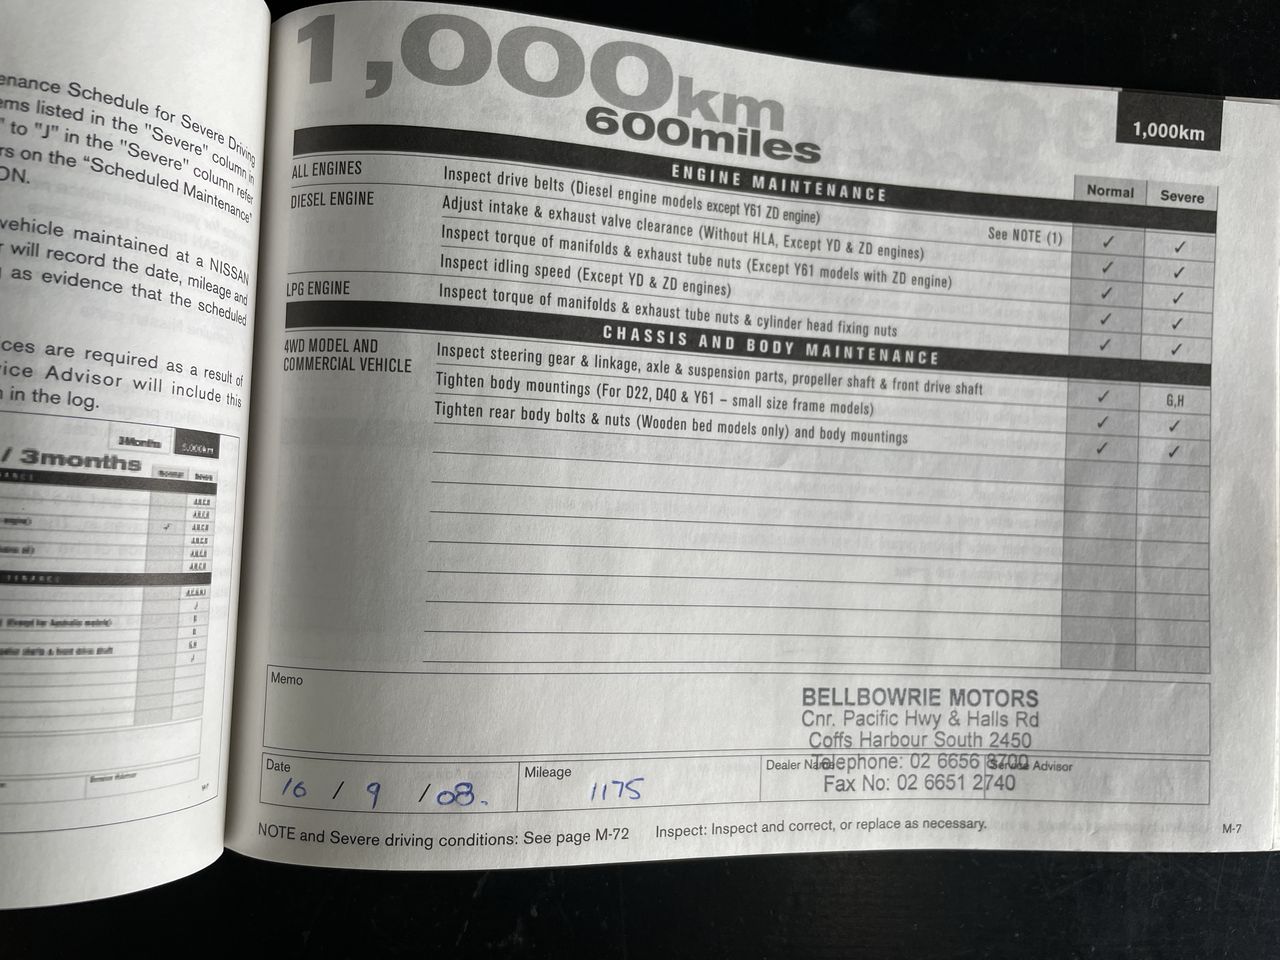 enance Schedule for Severe Driving
ems listed in the "Severe" column in
" to "J" in the "Severe" column refer
rs on the "Scheduled Maintenance"
ON.
vehicle maintained at a NISSAN
r will record the date, mileage and
as evidence that the scheduled
ces are required as a result of
vice Advisor will include this
n in the log.
3Months 5,000km
/ 3months
1,000km
600miles
1,000km
ENGINE MAINTENANCE Normal Severe
ALL ENGINES Inspect drive belts (Diesel engine models except Y61 ZD engine) See NOTE (1) ✓ ✓
DIESEL ENGINE Adjust intake & exhaust valve clearance (Without HLA, Except YD & ZD engines) ✓ ✓
Inspect torque of manifolds & exhaust tube nuts (Except Y61 models with ZD engine) ✓ ✓
Inspect idling speed (Except YD & ZD engines) ✓ ✓
LPG ENGINE Inspect torque of manifolds & exhaust tube nuts & cylinder head fixing nuts ✓ ✓
CHASSIS AND BODY MAINTENANCE
4WD MODEL AND COMMERCIAL VEHICLE Inspect steering gear & linkage, axle & suspension parts, propeller shaft & front drive shaft ✓ G,H
Tighten body mountings (For D22, D40 & Y61 – small size frame models) ✓ ✓
Tighten rear body bolts & nuts (Wooden bed models only) and body mountings ✓ ✓
Memo
BELLBOWRIE MOTORS
Cnr. Pacific Hwy & Halls Rd
Coffs Harbour South 2450
Telephone: 02 6656 8700
Fax No: 02 6651 2740
Date 16 / 9 / 08.
Mileage 1175
Dealer Name
Service Advisor
NOTE and Severe driving conditions: See page M-72 Inspect: Inspect and correct, or replace as necessary.
M-7